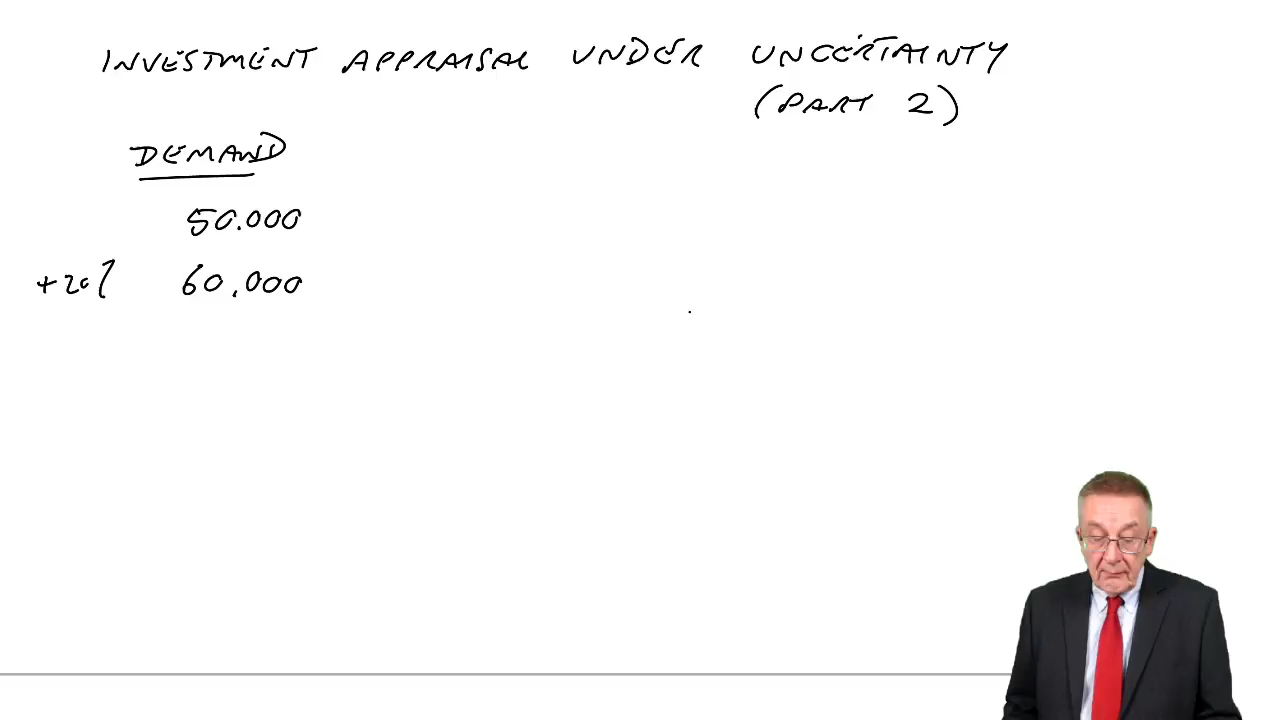 INVESTMENT APPRAISAL UNDER UNCERTAINTY
(PART 2)
DEMAND
50.000
+20% 60,000